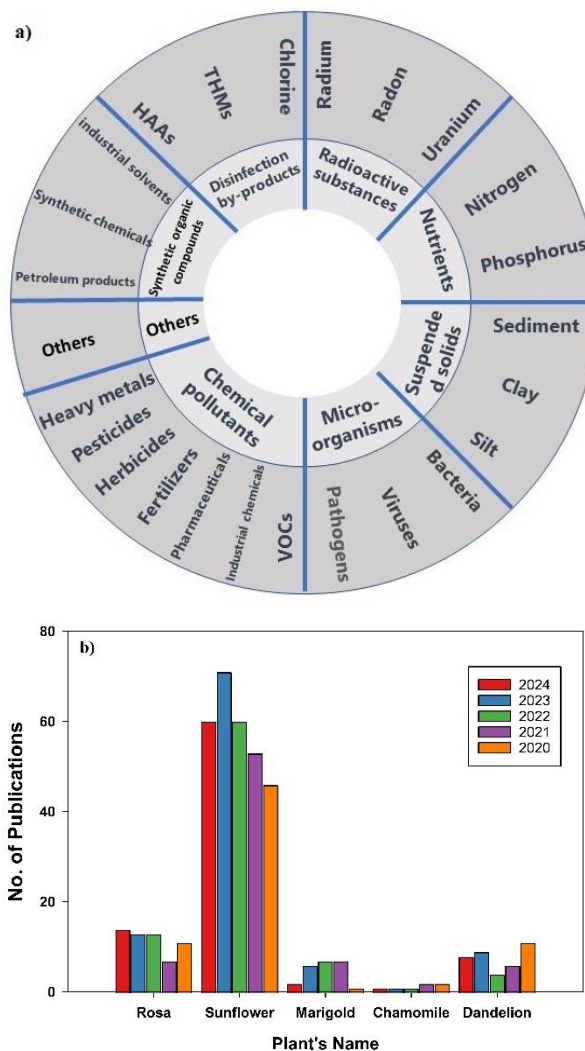 a)
Disinfection
by-products
HAAs
THMs
Chlorine
Radioactive
substances
Radium
Radon
Uranium
Nutrients
Nitrogen
Phosphorus
Suspende
d solids
Sediment
Clay
Silt
Micro-
organisms
Bacteria
Viruses
Pathogens
Chemical
pollutants
VOCs
Industrial chemicals
Pharmaceuticals
Fertilizers
Herbicides
Pesticides
Heavy metals
Others
Others
Synthetic organic
compounds
Petroleum products
Synthetic chemicals
industrial solvents
b)
80
60
40
20
0
No. of Publications
2024
2023
2022
2021
2020
Rosa
Sunflower
Marigold
Chamomile
Dandelion
Plant's Name